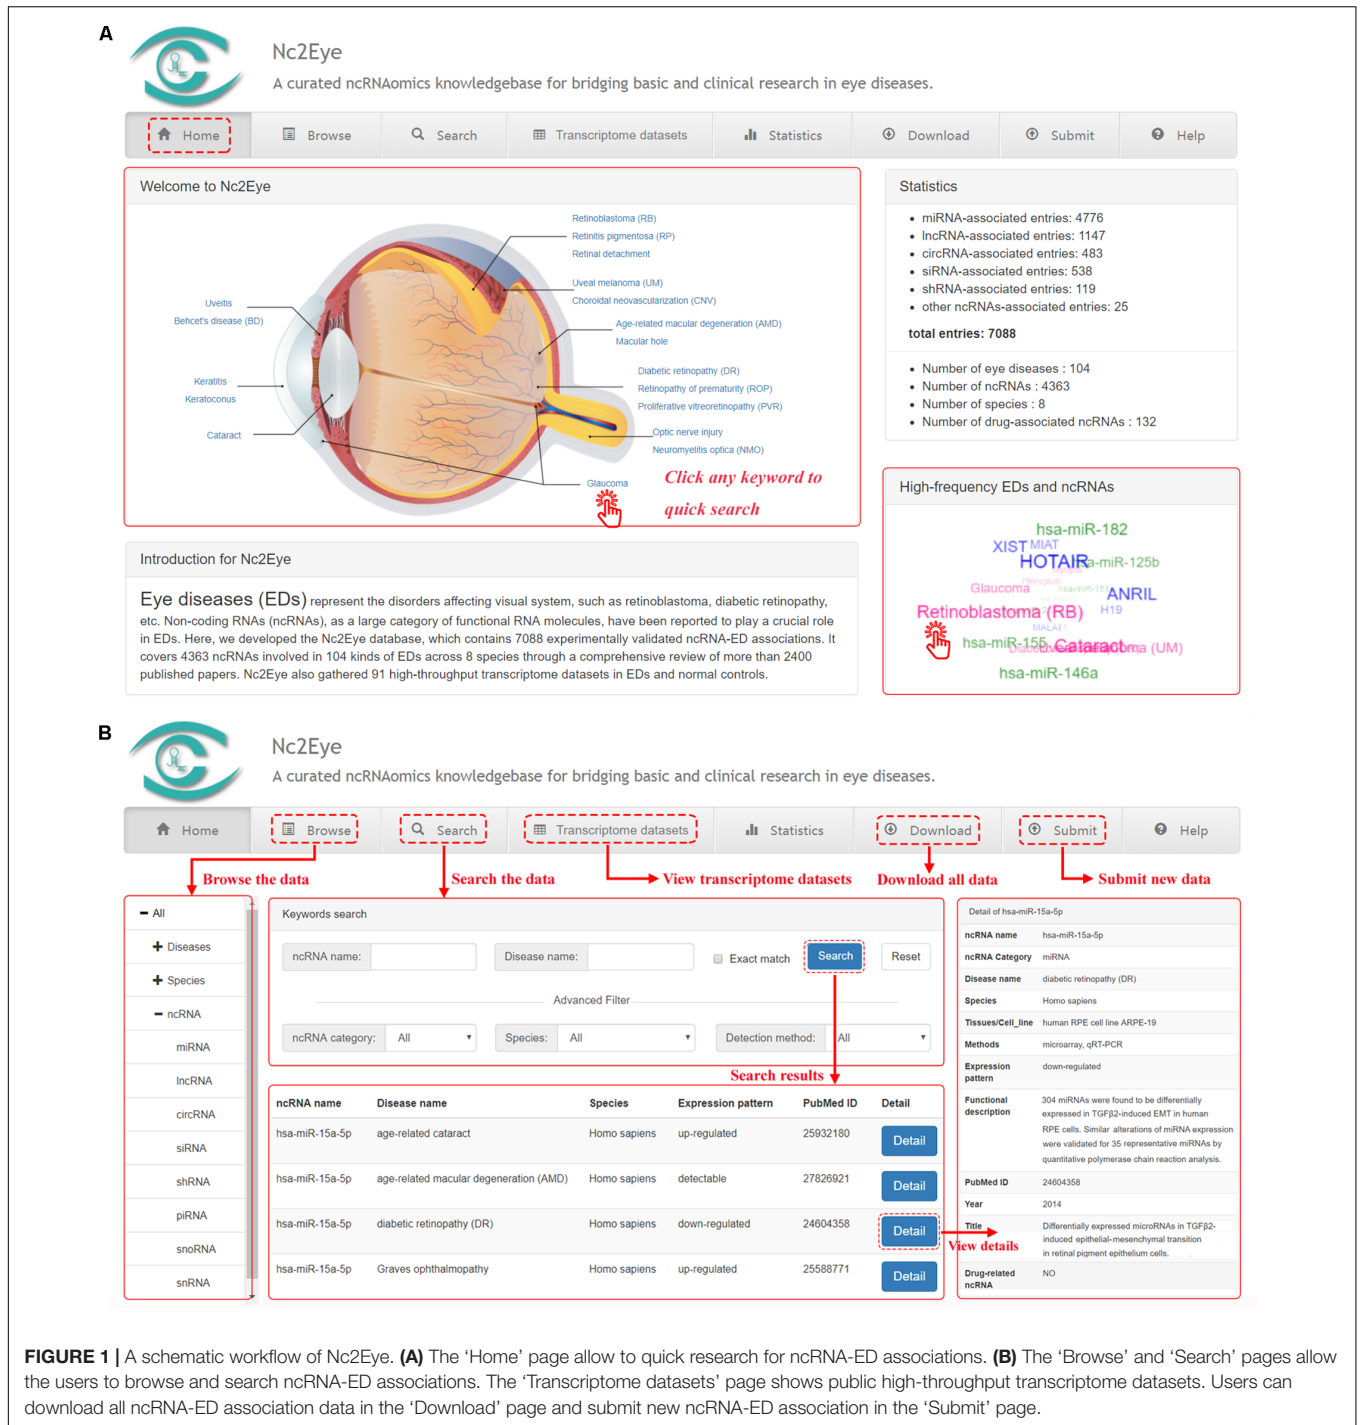 A
Nc2Eye
A curated ncRNAomics knowledgebase for bridging basic and clinical research in eye diseases.
Home Browse Search Transcriptome datasets Statistics Download Submit Help
Welcome to Nc2Eye
Retinoblastoma (RB)
Retinitis pigmentosa (RP)
Retinal detachment
Uveal melanoma (UM)
Choroidal neovascularization (CNV)
Uveitis
Behcet's disease (BD)
Age-related macular degeneration (AMD)
Macular hole
Keratitis
Keratoconus
Diabetic retinopathy (DR)
Retinopathy of prematurity (ROP)
Proliferative vitreoretinopathy (PVR)
Cataract
Optic nerve injury
Neuromyelitis optica (NMO)
Glaucoma
Click any keyword to
quick search
Statistics
• miRNA-associated entries: 4776
• lncRNA-associated entries: 1147
• circRNA-associated entries: 483
• siRNA-associated entries: 538
• shRNA-associated entries: 119
• other ncRNAs-associated entries: 25
total entries: 7088
• Number of eye diseases : 104
• Number of ncRNAs : 4363
• Number of species : 8
• Number of drug-associated ncRNAs : 132
High-frequency EDs and ncRNAs
hsa-miR-182
XIST MIAT
HOTAIR hsa-miR-125b
Glaucoma
ANRIL
Retinoblastoma (RB) H19
hsa-miR-155 Cataract (UM)
hsa-miR-146a
Introduction for Nc2Eye
Eye diseases (EDs) represent the disorders affecting visual system, such as retinoblastoma, diabetic retinopathy,
etc. Non-coding RNAs (ncRNAs), as a large category of functional RNA molecules, have been reported to play a crucial role
in EDs. Here, we developed the Nc2Eye database, which contains 7088 experimentally validated ncRNA-ED associations. It
covers 4363 ncRNAs involved in 104 kinds of EDs across 8 species through a comprehensive review of more than 2400
published papers. Nc2Eye also gathered 91 high-throughput transcriptome datasets in EDs and normal controls.
B
Nc2Eye
A curated ncRNAomics knowledgebase for bridging basic and clinical research in eye diseases.
Home Browse Search Transcriptome datasets Statistics Download Submit Help
Browse the data Search the data View transcriptome datasets Download all data Submit new data
All
Diseases
Species
ncRNA
miRNA
lncRNA
circRNA
siRNA
shRNA
piRNA
snoRNA
snRNA
Keywords search
ncRNA name: Disease name: Exact match Search Reset
Advanced Filter
ncRNA category: All Species: All Detection method: All
Search results
ncRNA name Disease name Species Expression pattern PubMed ID Detail
hsa-miR-15a-5p age-related cataract Homo sapiens up-regulated 25932180 Detail
hsa-miR-15a-5p age-related macular degeneration (AMD) Homo sapiens detectable 27826921 Detail
hsa-miR-15a-5p diabetic retinopathy (DR) Homo sapiens down-regulated 24604358 Detail
hsa-miR-15a-5p Graves ophthalmopathy Homo sapiens up-regulated 25588771 Detail
View details
Detail of hsa-miR-15a-5p
ncRNA name hsa-miR-15a-5p
ncRNA Category miRNA
Disease name diabetic retinopathy (DR)
Species Homo sapiens
Tissues/Cell_line human RPE cell line ARPE-19
Methods microarray, qRT-PCR
Expression down-regulated
pattern
Functional 304 miRNAs were found to be differentially
description expressed in TGFβ2-induced EMT in human
RPE cells. Similar alterations of miRNA expression
were validated for 35 representative miRNAs by
quantitative polymerase chain reaction analysis.
PubMed ID 24604358
Year 2014
Title Differentially expressed microRNAs in TGFβ2-
induced epithelial-mesenchymal transition
in retinal pigment epithelium cells.
Drug-related NO
ncRNA
FIGURE 1 | A schematic workflow of Nc2Eye. (A) The ‘Home’ page allow to quick research for ncRNA-ED associations. (B) The ‘Browse’ and ‘Search’ pages allow
the users to browse and search ncRNA-ED associations. The ‘Transcriptome datasets’ page shows public high-throughput transcriptome datasets. Users can
download all ncRNA-ED association data in the ‘Download’ page and submit new ncRNA-ED association in the ‘Submit’ page.